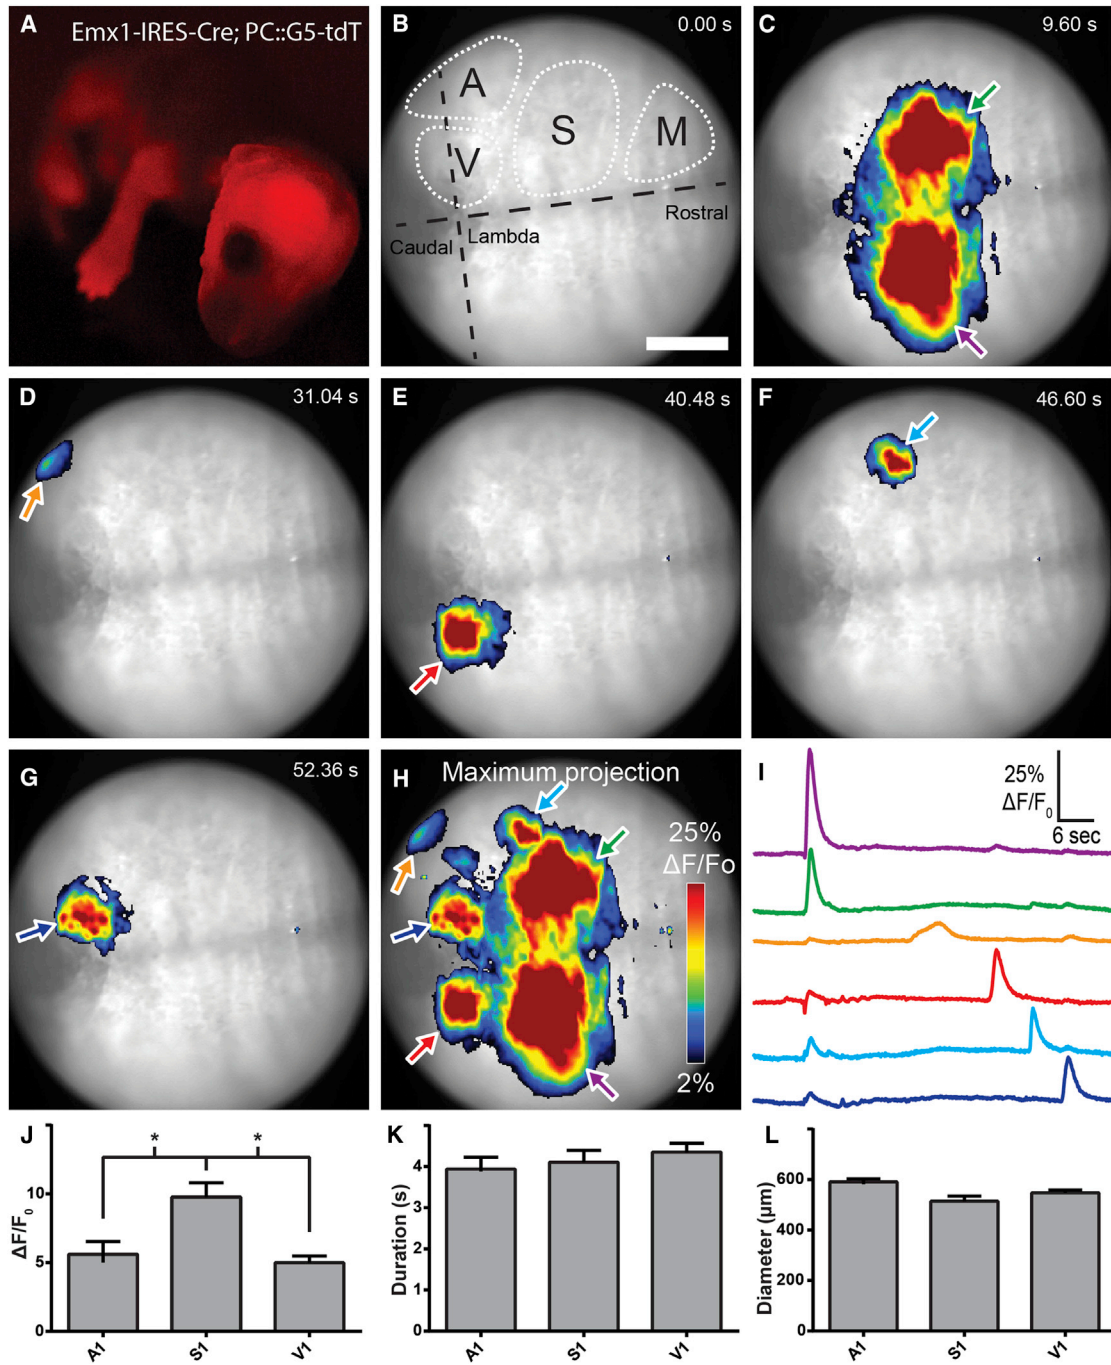 A
Emx1-IRES-Cre; PC::G5-tdT
B
0.00 s
A
V
S
M
Rostral
Caudal
Lambda
C
9.60 s
D
31.04 s
E
40.48 s
F
46.60 s
G
52.36 s
H
Maximum projection
25%
ΔF/Fo
2%
I
25%
ΔF/F0
6 sec
J
*
*
ΔF/F0
10
5
0
A1
S1
V1
K
Duration (s)
4
3
2
1
0
A1
S1
V1
L
Diameter (µm)
600
400
200
0
A1
S1
V1